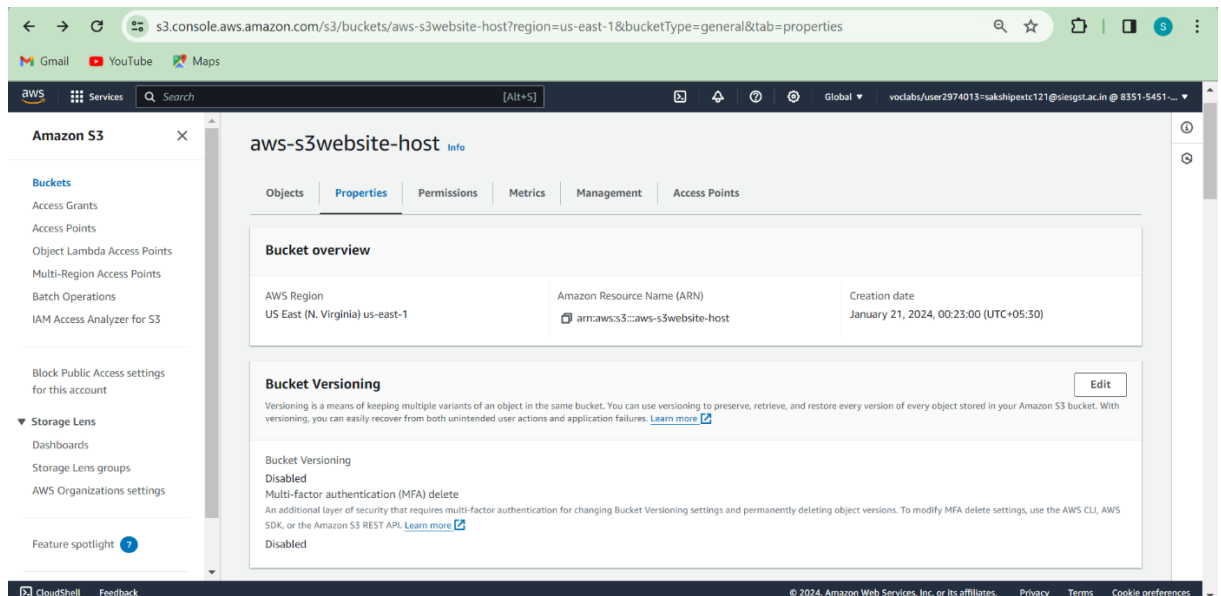 s3.console.aws.amazon.com/s3/buckets/aws-s3website-host?region=us-east-1&bucketType=general&tab=properties
S
Gmail YouTube Maps
aws Services Search [Alt+S] Global voclabs/user2974013=sakshipextc121@siesgst.ac.in @ 8351-5451-...
Amazon S3
Buckets
Access Grants
Access Points
Object Lambda Access Points
Multi-Region Access Points
Batch Operations
IAM Access Analyzer for S3
Block Public Access settings
for this account
Storage Lens
Dashboards
Storage Lens groups
AWS Organizations settings
Feature spotlight 7
aws-s3website-host Info
Objects Properties Permissions Metrics Management Access Points
Bucket overview
AWS Region
US East (N. Virginia) us-east-1
Amazon Resource Name (ARN)
arn:aws:s3:::aws-s3website-host
Creation date
January 21, 2024, 00:23:00 (UTC+05:30)
Bucket Versioning
Edit
Versioning is a means of keeping multiple variants of an object in the same bucket. You can use versioning to preserve, retrieve, and restore every version of every object stored in your Amazon S3 bucket. With
versioning, you can easily recover from both unintended user actions and application failures. Learn more
Bucket Versioning
Disabled
Multi-factor authentication (MFA) delete
An additional layer of security that requires multi-factor authentication for changing Bucket Versioning settings and permanently deleting object versions. To modify MFA delete settings, use the AWS CLI, AWS
SDK, or the Amazon S3 REST API. Learn more
Disabled
CloudShell Feedback © 2024, Amazon Web Services, Inc. or its affiliates. Privacy Terms Cookie preferences